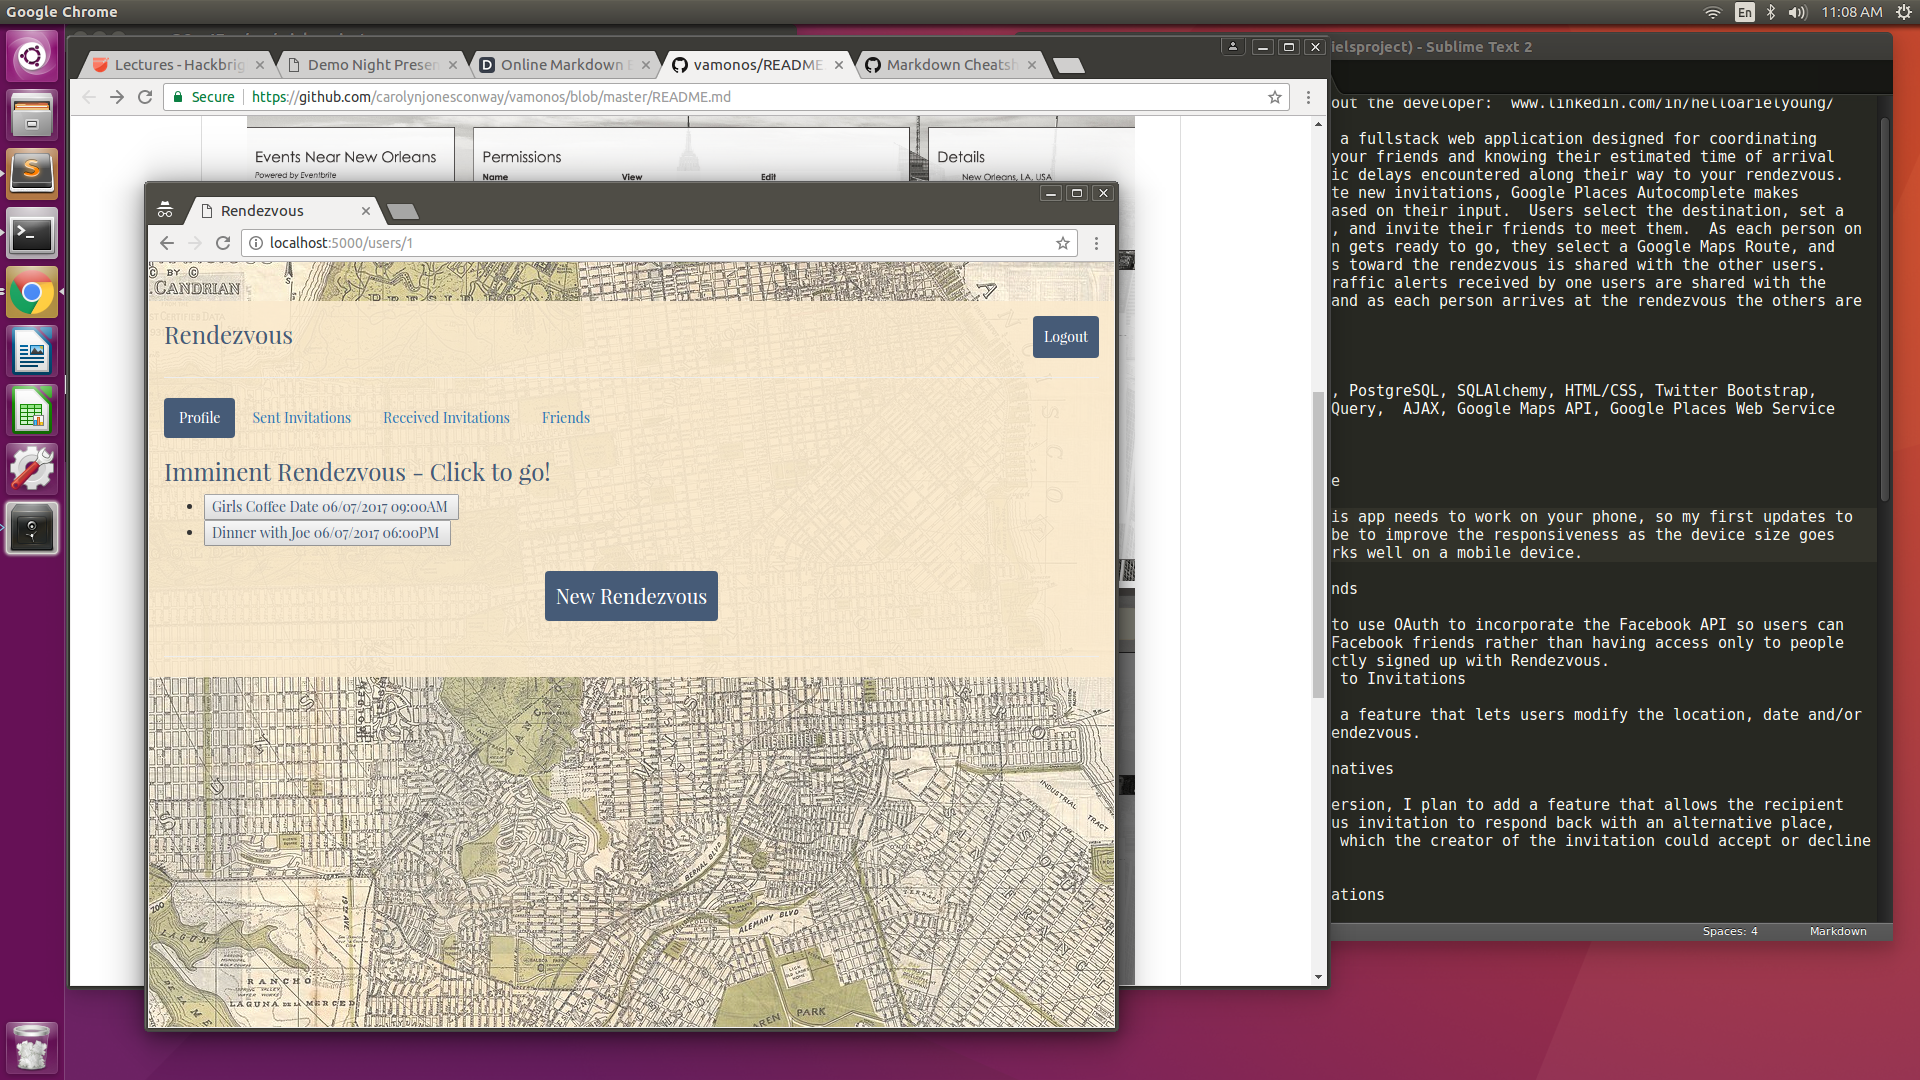 Google Chrome
En
11:08 AM
ielsproject) - Sublime Text 2
Lectures - Hackbrig
Demo Night Presen
Online Markdown E
vamonos/README
Markdown Cheatsh
Secure
https://github.com/carolynjonesconway/vamonos/blob/master/README.md
Events Near New Orleans
Powered by Eventbrite
Permissions
Name View Edit
Details
New Orleans, LA, USA
Rendezvous
localhost:5000/users/1
© BY ©
.CANDRIAN
Rendezvous
Logout
Profile
Sent Invitations
Received Invitations
Friends
Imminent Rendezvous - Click to go!
Girls Coffee Date 06/07/2017 09:00AM
Dinner with Joe 06/07/2017 06:00PM
New Rendezvous
INDUSTRIAL
TRACT
BERNAL BLVD
ALEMANY BLVD
19TH AVE
ZOO
LAGUNA
RANCHO
LAGUNA DE LA MERCED
PARK
out the developer:  www.linkedin.com/in/helloarielyoung/
a fullstack web application designed for coordinating
your friends and knowing their estimated time of arrival
ic delays encountered along their way to your rendezvous.
te new invitations, Google Places Autocomplete makes
ased on their input.  Users select the destination, set a
, and invite their friends to meet them.  As each person on
n gets ready to go, they select a Google Maps Route, and
s toward the rendezvous is shared with the other users.
raffic alerts received by one users are shared with the
and as each person arrives at the rendezvous the others are
, PostgreSQL, SQLAlchemy, HTML/CSS, Twitter Bootstrap,
Query,  AJAX, Google Maps API, Google Places Web Service
e
is app needs to work on your phone, so my first updates to
be to improve the responsiveness as the device size goes
rks well on a mobile device.
nds
to use OAuth to incorporate the Facebook API so users can
Facebook friends rather than having access only to people
ctly signed up with Rendezvous.
to Invitations
a feature that lets users modify the location, date and/or
endezvous.
natives
ersion, I plan to add a feature that allows the recipient
us invitation to respond back with an alternative place,
which the creator of the invitation could accept or decline
ations
Spaces: 4
Markdown